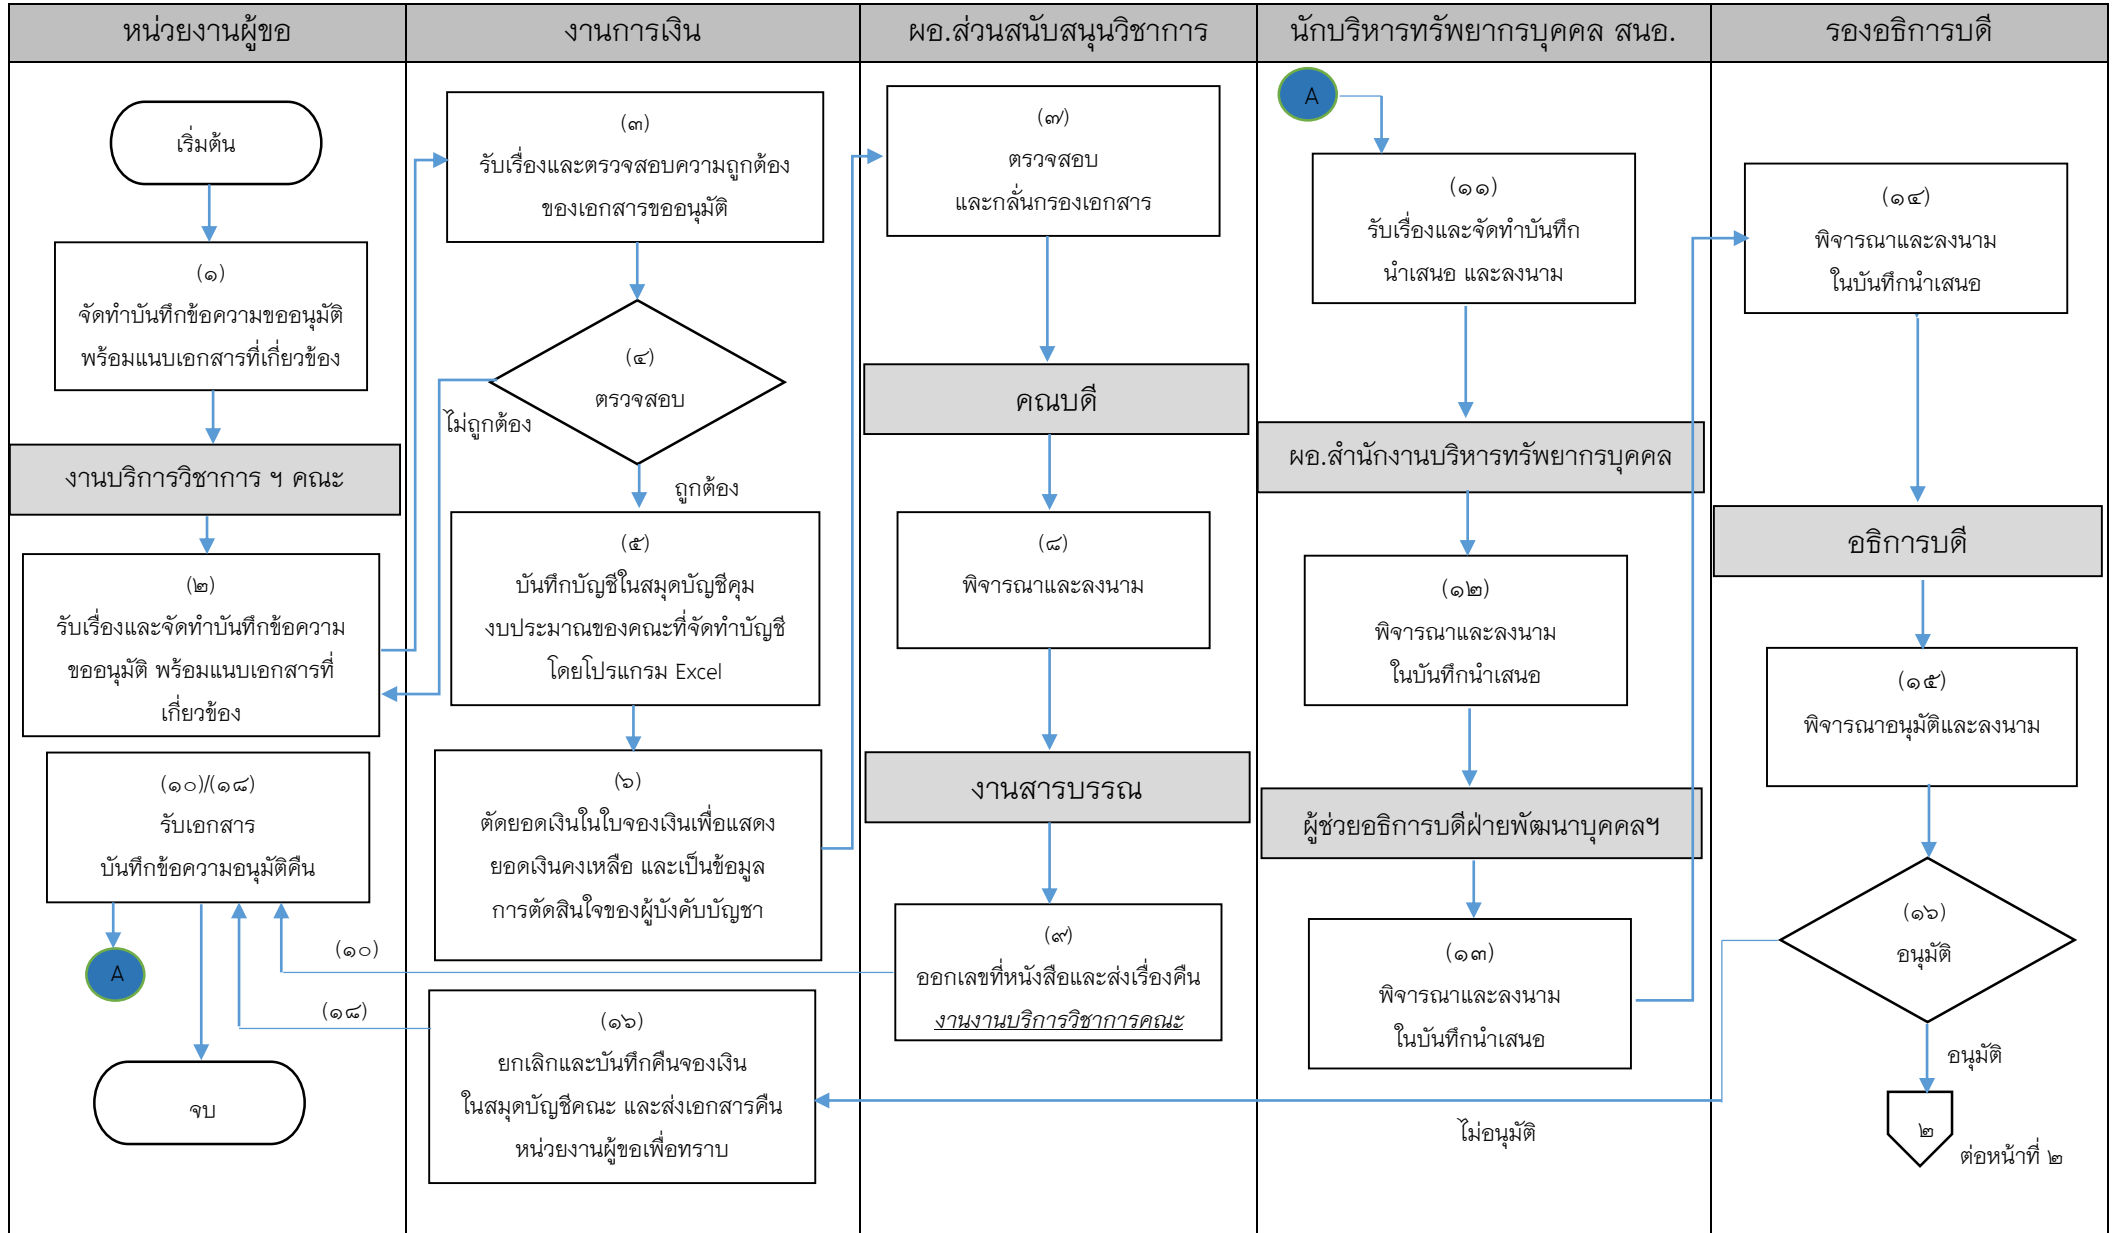 หน่วยงานผู้ขอ
งานการเงิน
ผอ.ส่วนสนับสนุนวิชาการ
นักบริหารทรัพยากรบุคคล สนอ.
รองอธิการบดี
เริ่มต้น
(๑)
จัดทำบันทึกข้อความขออนุมัติ
พร้อมแนบเอกสารที่เกี่ยวข้อง
งานบริการวิชาการ ฯ คณะ
(๒)
รับเรื่องและจัดทำบันทึกข้อความ
ขออนุมัติ พร้อมแนบเอกสารที่
เกี่ยวข้อง
(๑๐)/(๑๘)
รับเอกสาร
บันทึกข้อความอนุมัติคืน
A
(๑๐)
(๑๘)
จบ
(๓)
รับเรื่องและตรวจสอบความถูกต้อง
ของเอกสารขออนุมัติ
(๔)
ตรวจสอบ
ไม่ถูกต้อง
ถูกต้อง
(๕)
บันทึกบัญชีในสมุดบัญชีคุม
งบประมาณของคณะที่จัดทำบัญชี
โดยโปรแกรม Excel
(๖)
ตัดยอดเงินในใบจองเงินเพื่อแสดง
ยอดเงินคงเหลือ และเป็นข้อมูล
การตัดสินใจของผู้บังคับบัญชา
(๑๖)
ยกเลิกและบันทึกคืนจองเงิน
ในสมุดบัญชีคณะ และส่งเอกสารคืน
หน่วยงานผู้ขอเพื่อทราบ
(๗)
ตรวจสอบ
และกลั่นกรองเอกสาร
คณบดี
(๘)
พิจารณาและลงนาม
งานสารบรรณ
(๙)
ออกเลขที่หนังสือและส่งเรื่องคืน
งานงานบริการวิชาการคณะ
A
(๑๑)
รับเรื่องและจัดทำบันทึก
นำเสนอ และลงนาม
ผอ.สำนักงานบริหารทรัพยากรบุคคล
(๑๒)
พิจารณาและลงนาม
ในบันทึกนำเสนอ
ผู้ช่วยอธิการบดีฝ่ายพัฒนาบุคคลฯ
(๑๓)
พิจารณาและลงนาม
ในบันทึกนำเสนอ
ไม่อนุมัติ
(๑๔)
พิจารณาและลงนาม
ในบันทึกนำเสนอ
อธิการบดี
(๑๕)
พิจารณาอนุมัติและลงนาม
(๑๖)
อนุมัติ
อนุมัติ
๒
ต่อหน้าที่ ๒